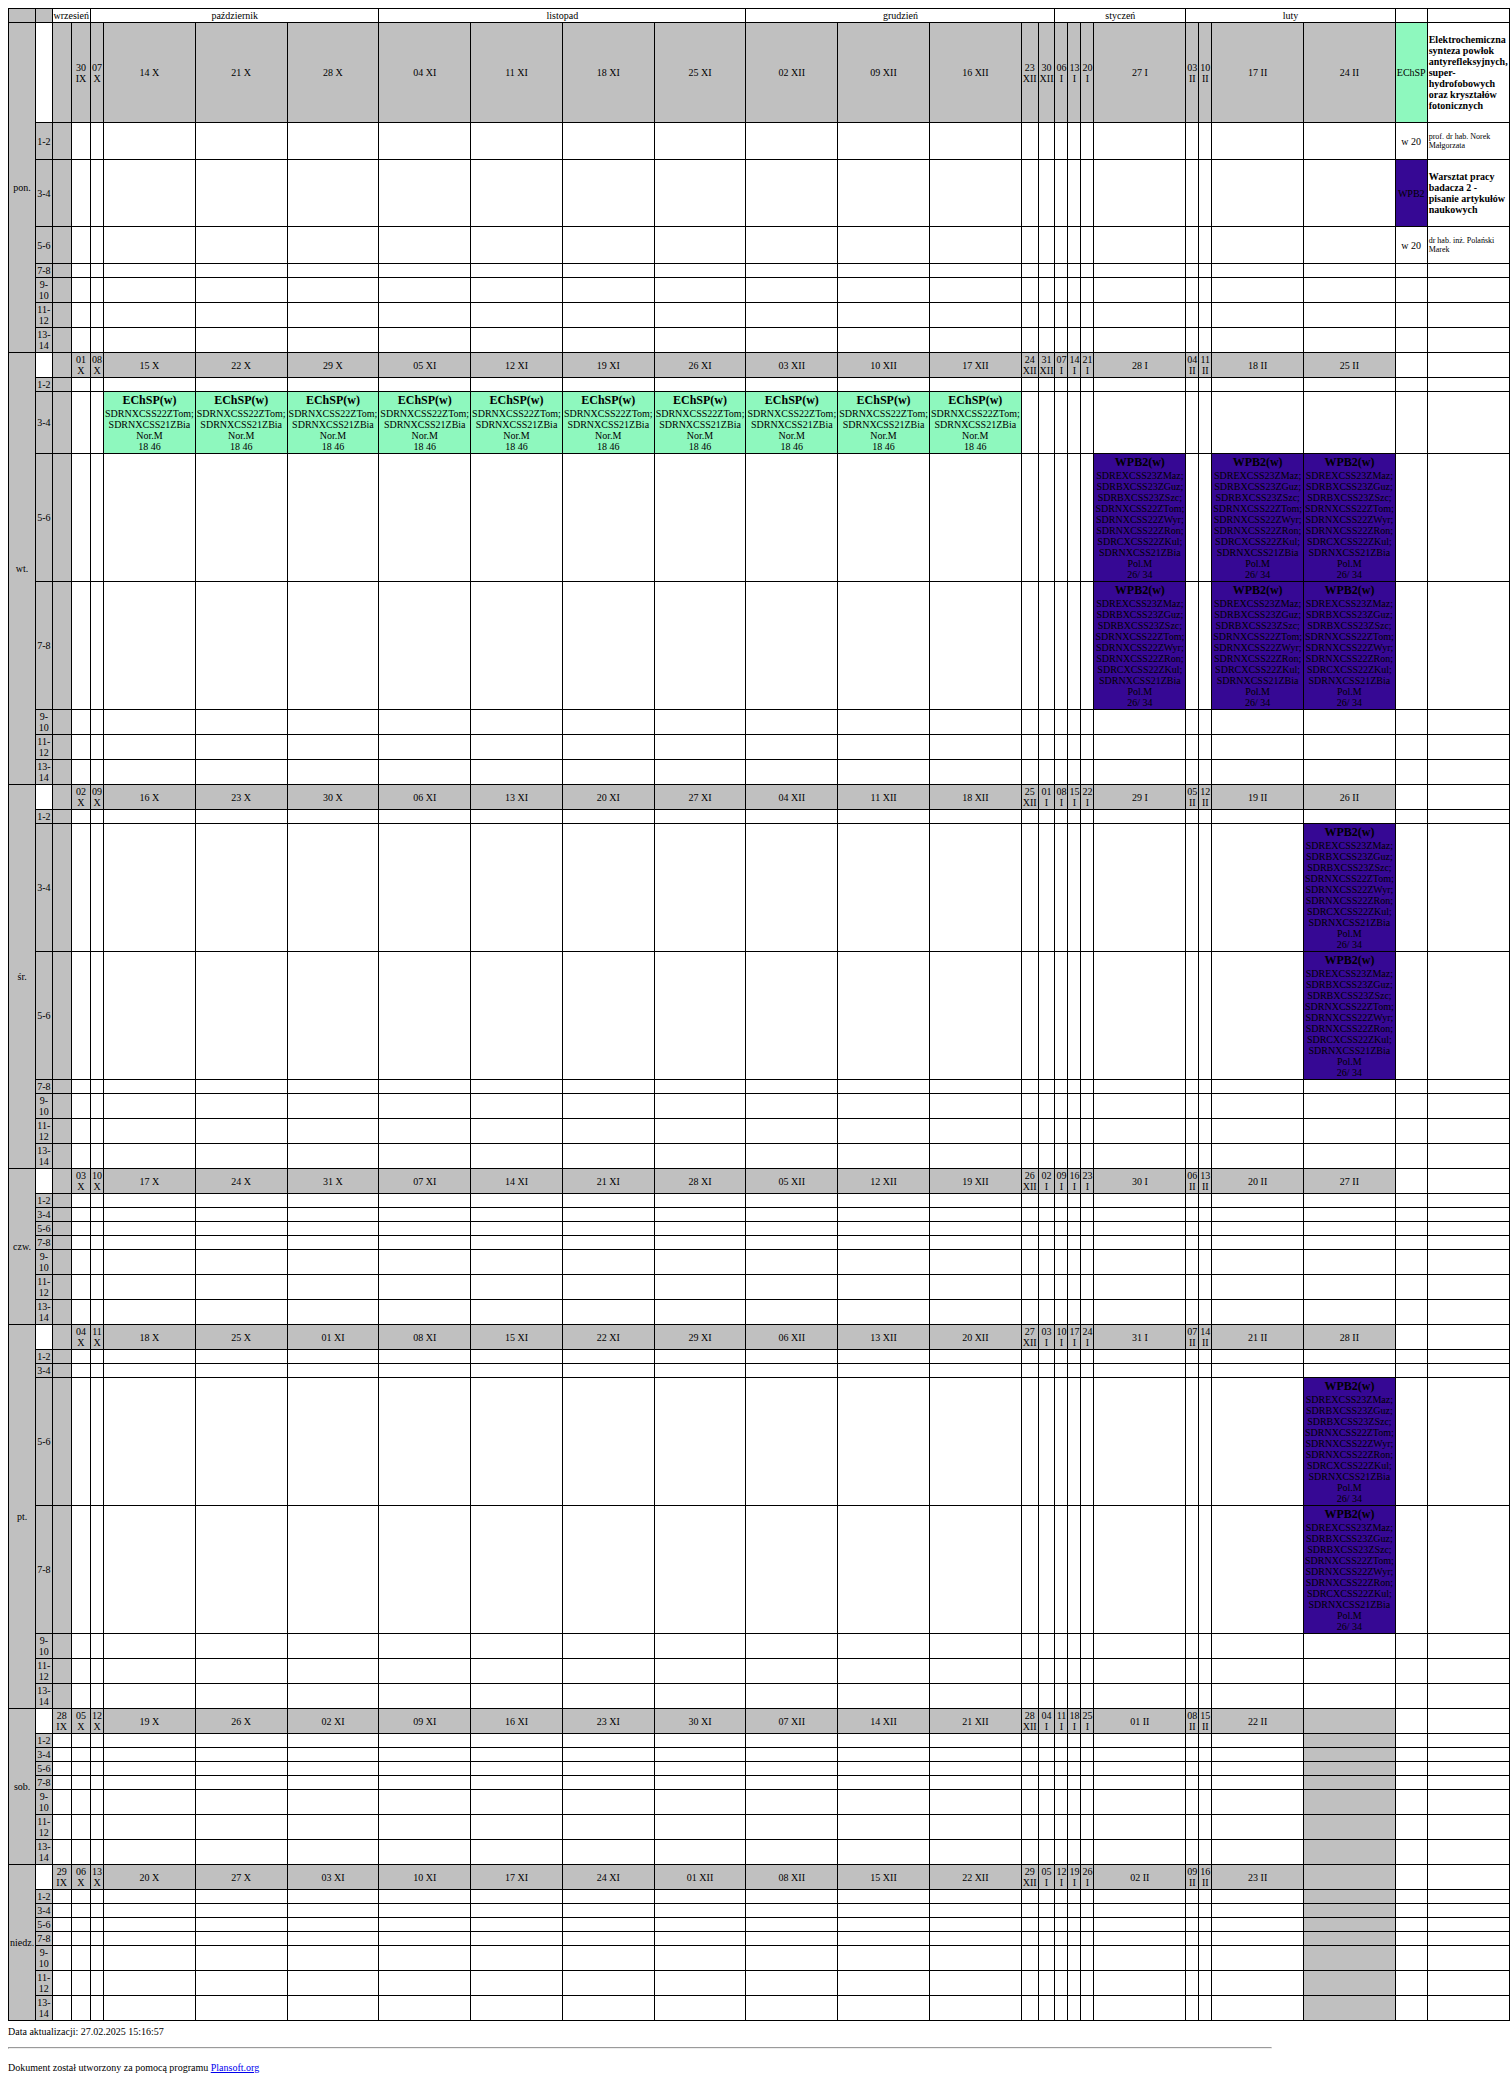 wrzesień październik listopad grudzień styczeń luty
pon. 30 IX 07 X 14 X 21 X 28 X 04 XI 11 XI 18 XI 25 XI 02 XII 09 XII 16 XII 23 XII 30 XII 06 I 13 I 20 I 27 I 03 II 10 II 17 II 24 II EChSP
Elektrochemiczna
synteza powłok
antyrefleksyjnych,
super-
hydrofobowych
oraz kryształów
fotonicznych
1-2 w 20 prof. dr hab. Norek
Małgorzata
3-4 WPB2
Warsztat pracy
badacza 2 -
pisanie artykułów
naukowych
5-6 w 20 dr hab. inż. Polański
Marek
7-8
9-10
11-12
13-14
wt. 01 X 08 X 15 X 22 X 29 X 05 XI 12 XI 19 XI 26 XI 03 XII 10 XII 17 XII 24 XII 31 XII 07 I 14 I 21 I 28 I 04 II 11 II 18 II 25 II
1-2
3-4
EChSP(w) EChSP(w) EChSP(w) EChSP(w) EChSP(w) EChSP(w) EChSP(w) EChSP(w) EChSP(w) EChSP(w)
SDRNXCSS22ZTom; SDRNXCSS22ZTom; SDRNXCSS22ZTom; SDRNXCSS22ZTom; SDRNXCSS22ZTom; SDRNXCSS22ZTom; SDRNXCSS22ZTom; SDRNXCSS22ZTom; SDRNXCSS22ZTom; SDRNXCSS22ZTom;
SDRNXCSS21ZBia SDRNXCSS21ZBia SDRNXCSS21ZBia SDRNXCSS21ZBia SDRNXCSS21ZBia SDRNXCSS21ZBia SDRNXCSS21ZBia SDRNXCSS21ZBia SDRNXCSS21ZBia SDRNXCSS21ZBia
Nor.M Nor.M Nor.M Nor.M Nor.M Nor.M Nor.M Nor.M Nor.M Nor.M
18 46 18 46 18 46 18 46 18 46 18 46 18 46 18 46 18 46 18 46
5-6
WPB2(w) WPB2(w) WPB2(w)
SDREXCSS23ZMaz; SDREXCSS23ZMaz; SDREXCSS23ZMaz;
SDRBXCSS23ZGuz; SDRBXCSS23ZGuz; SDRBXCSS23ZGuz;
SDRBXCSS23ZSzc; SDRBXCSS23ZSzc; SDRBXCSS23ZSzc;
SDRNXCSS22ZTom; SDRNXCSS22ZTom; SDRNXCSS22ZTom;
SDRNXCSS22ZWyr; SDRNXCSS22ZWyr; SDRNXCSS22ZWyr;
SDRNXCSS22ZRon; SDRNXCSS22ZRon; SDRNXCSS22ZRon;
SDRCXCSS22ZKul; SDRCXCSS22ZKul; SDRCXCSS22ZKul;
SDRNXCSS21ZBia SDRNXCSS21ZBia SDRNXCSS21ZBia
Pol.M Pol.M Pol.M
26/ 34 26/ 34 26/ 34
7-8
WPB2(w) WPB2(w) WPB2(w)
SDREXCSS23ZMaz; SDREXCSS23ZMaz; SDREXCSS23ZMaz;
SDRBXCSS23ZGuz; SDRBXCSS23ZGuz; SDRBXCSS23ZGuz;
SDRBXCSS23ZSzc; SDRBXCSS23ZSzc; SDRBXCSS23ZSzc;
SDRNXCSS22ZTom; SDRNXCSS22ZTom; SDRNXCSS22ZTom;
SDRNXCSS22ZWyr; SDRNXCSS22ZWyr; SDRNXCSS22ZWyr;
SDRNXCSS22ZRon; SDRNXCSS22ZRon; SDRNXCSS22ZRon;
SDRCXCSS22ZKul; SDRCXCSS22ZKul; SDRCXCSS22ZKul;
SDRNXCSS21ZBia SDRNXCSS21ZBia SDRNXCSS21ZBia
Pol.M Pol.M Pol.M
26/ 34 26/ 34 26/ 34
9-10
11-12
13-14
śr. 02 X 09 X 16 X 23 X 30 X 06 XI 13 XI 20 XI 27 XI 04 XII 11 XII 18 XII 25 XII 01 I 08 I 15 I 22 I 29 I 05 II 12 II 19 II 26 II
1-2
3-4
WPB2(w)
SDREXCSS23ZMaz;
SDRBXCSS23ZGuz;
SDRBXCSS23ZSzc;
SDRNXCSS22ZTom;
SDRNXCSS22ZWyr;
SDRNXCSS22ZRon;
SDRCXCSS22ZKul;
SDRNXCSS21ZBia
Pol.M
26/ 34
5-6
WPB2(w)
SDREXCSS23ZMaz;
SDRBXCSS23ZGuz;
SDRBXCSS23ZSzc;
SDRNXCSS22ZTom;
SDRNXCSS22ZWyr;
SDRNXCSS22ZRon;
SDRCXCSS22ZKul;
SDRNXCSS21ZBia
Pol.M
26/ 34
7-8
9-10
11-12
13-14
czw. 03 X 10 X 17 X 24 X 31 X 07 XI 14 XI 21 XI 28 XI 05 XII 12 XII 19 XII 26 XII 02 I 09 I 16 I 23 I 30 I 06 II 13 II 20 II 27 II
1-2
3-4
5-6
7-8
9-10
11-12
13-14
pt. 04 X 11 X 18 X 25 X 01 XI 08 XI 15 XI 22 XI 29 XI 06 XII 13 XII 20 XII 27 XII 03 I 10 I 17 I 24 I 31 I 07 II 14 II 21 II 28 II
1-2
3-4
5-6
WPB2(w)
SDREXCSS23ZMaz;
SDRBXCSS23ZGuz;
SDRBXCSS23ZSzc;
SDRNXCSS22ZTom;
SDRNXCSS22ZWyr;
SDRNXCSS22ZRon;
SDRCXCSS22ZKul;
SDRNXCSS21ZBia
Pol.M
26/ 34
7-8
WPB2(w)
SDREXCSS23ZMaz;
SDRBXCSS23ZGuz;
SDRBXCSS23ZSzc;
SDRNXCSS22ZTom;
SDRNXCSS22ZWyr;
SDRNXCSS22ZRon;
SDRCXCSS22ZKul;
SDRNXCSS21ZBia
Pol.M
26/ 34
9-10
11-12
13-14
sob. 28 IX 05 X 12 X 19 X 26 X 02 XI 09 XI 16 XI 23 XI 30 XI 07 XII 14 XII 21 XII 28 XII 04 I 11 I 18 I 25 I 01 II 08 II 15 II 22 II
1-2
3-4
5-6
7-8
9-10
11-12
13-14
niedz 29 IX 06 X 13 X 20 X 27 X 03 XI 10 XI 17 XI 24 XI 01 XII 08 XII 15 XII 22 XII 29 XII 05 I 12 I 19 I 26 I 02 II 09 II 16 II 23 II
1-2
3-4
5-6
7-8
9-10
11-12
13-14
Data aktualizacji: 27.02.2025 15:16:57
Dokument został utworzony za pomocą programu Plansoft.org